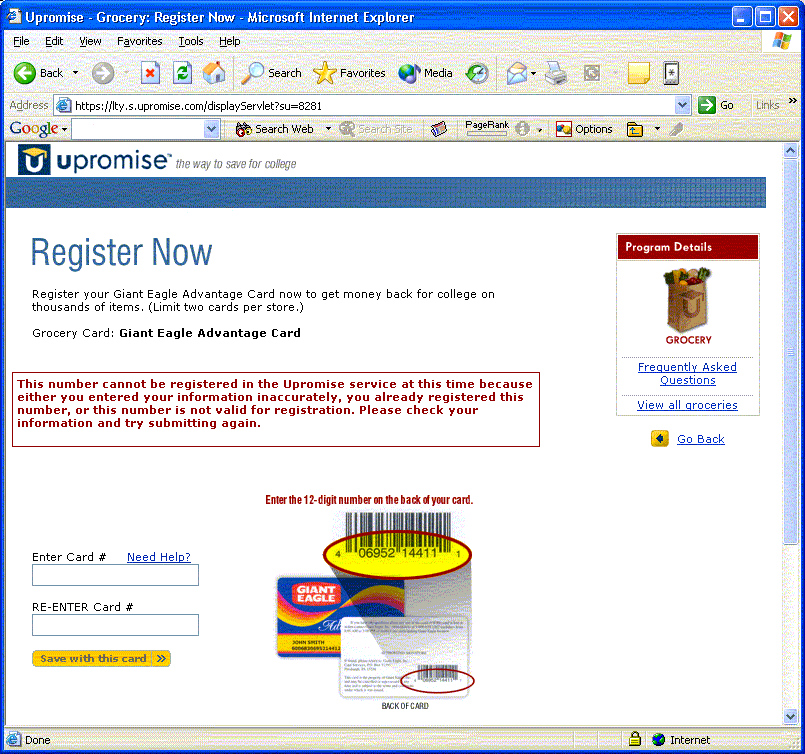 Upromise - Grocery: Register Now - Microsoft Internet Explorer
File Edit View Favorites Tools Help
Back Search Favorites Media
Address https://lty.s.upromise.com/displayServlet?su=8281 Go Links »
Google Search Web Search Site PageRank Options
upromise™ the way to save for college
Register Now
Register your Giant Eagle Advantage Card now to get money back for college on
thousands of items. (Limit two cards per store.)
Grocery Card: Giant Eagle Advantage Card
This number cannot be registered in the Upromise service at this time because
either you entered your information inaccurately, you already registered this
number, or this number is not valid for registration. Please check your
information and try submitting again.
Program Details
GROCERY
Frequently Asked
Questions
View all groceries
Go Back
Enter the 12-digit number on the back of your card.
4 06952 14411 1
Enter Card # Need Help?
RE-ENTER Card #
Save with this card »
GIANT
EAGLE
Ad
JOHN SMITH
BACK OF CARD
Done Internet